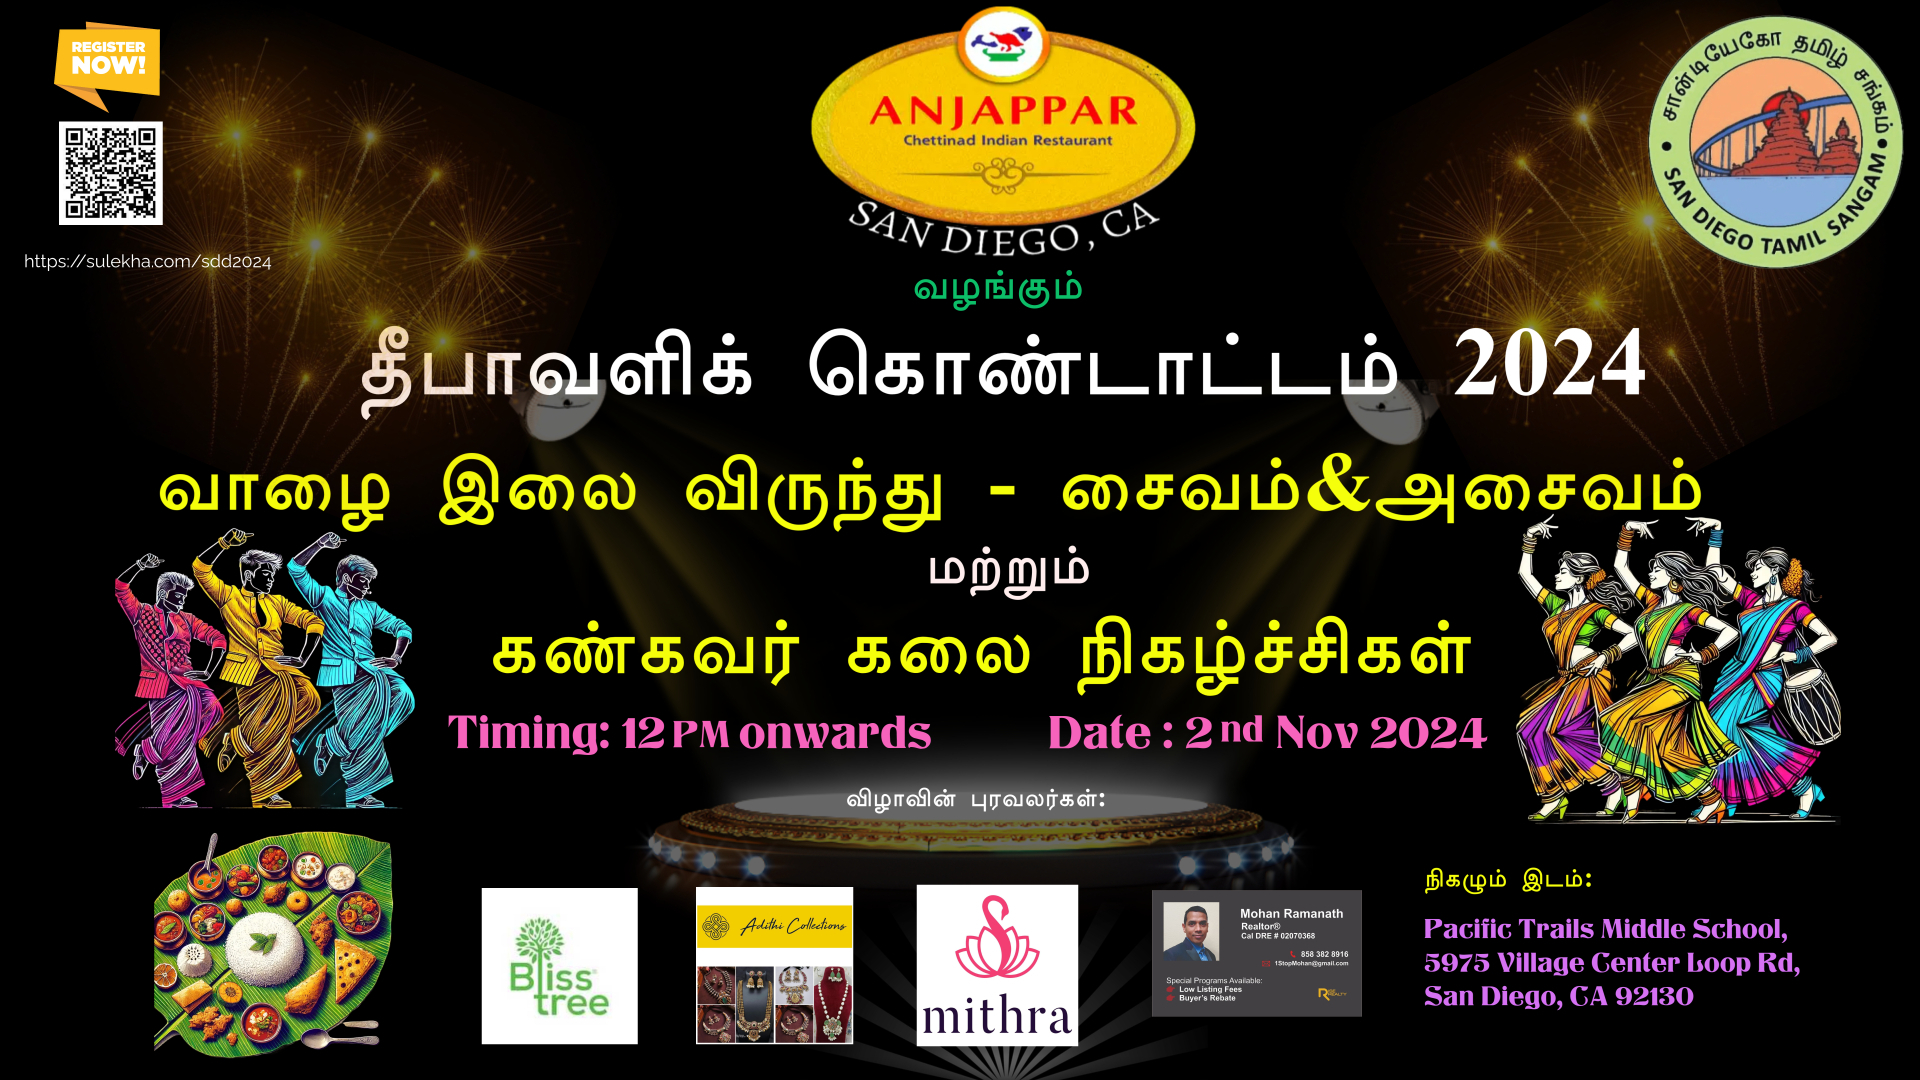 REGISTER
NOW!
https://sulekha.com/sdd2024
ANJAPPAR
Chettinad Indian Restaurant
SAN DIEGO, CA
சான்டியேகோ தமிழ் சங்கம்
SAN DIEGO TAMIL SANGAM
வழங்கும்
தீபாவளிக் கொண்டாட்டம் 2024
வாழை இலை விருந்து - சைவம்&அசைவம்
மற்றும்
கண்கவர் கலை நிகழ்ச்சிகள்
Timing: 12 PM onwards
Date : 2 nd Nov 2024
விழாவின் புரவலர்கள்:
Bliss
tree
Adithi Collections
mithra
Mohan Ramanath
Realtor®
Cal DRE # 02070368
858 382 8916
1StopMohan@gmail.com
Special Programs Available:
Low Listing Fees
Buyer's Rebate
நிகழும் இடம்:
Pacific Trails Middle School,
5975 Village Center Loop Rd,
San Diego, CA 92130